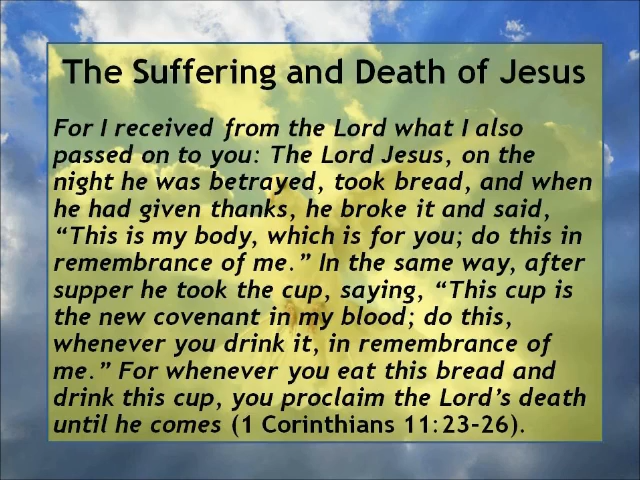 The Suffering and Death of Jesus
For I received from the Lord what I also
passed on to you: The Lord Jesus, on the
night he was betrayed, took bread, and when
he had given thanks, he broke it and said,
“This is my body, which is for you; do this in
remembrance of me.” In the same way, after
supper he took the cup, saying, “This cup is
the new covenant in my blood; do this,
whenever you drink it, in remembrance of
me.” For whenever you eat this bread and
drink this cup, you proclaim the Lord’s death
until he comes (1 Corinthians 11:23-26).